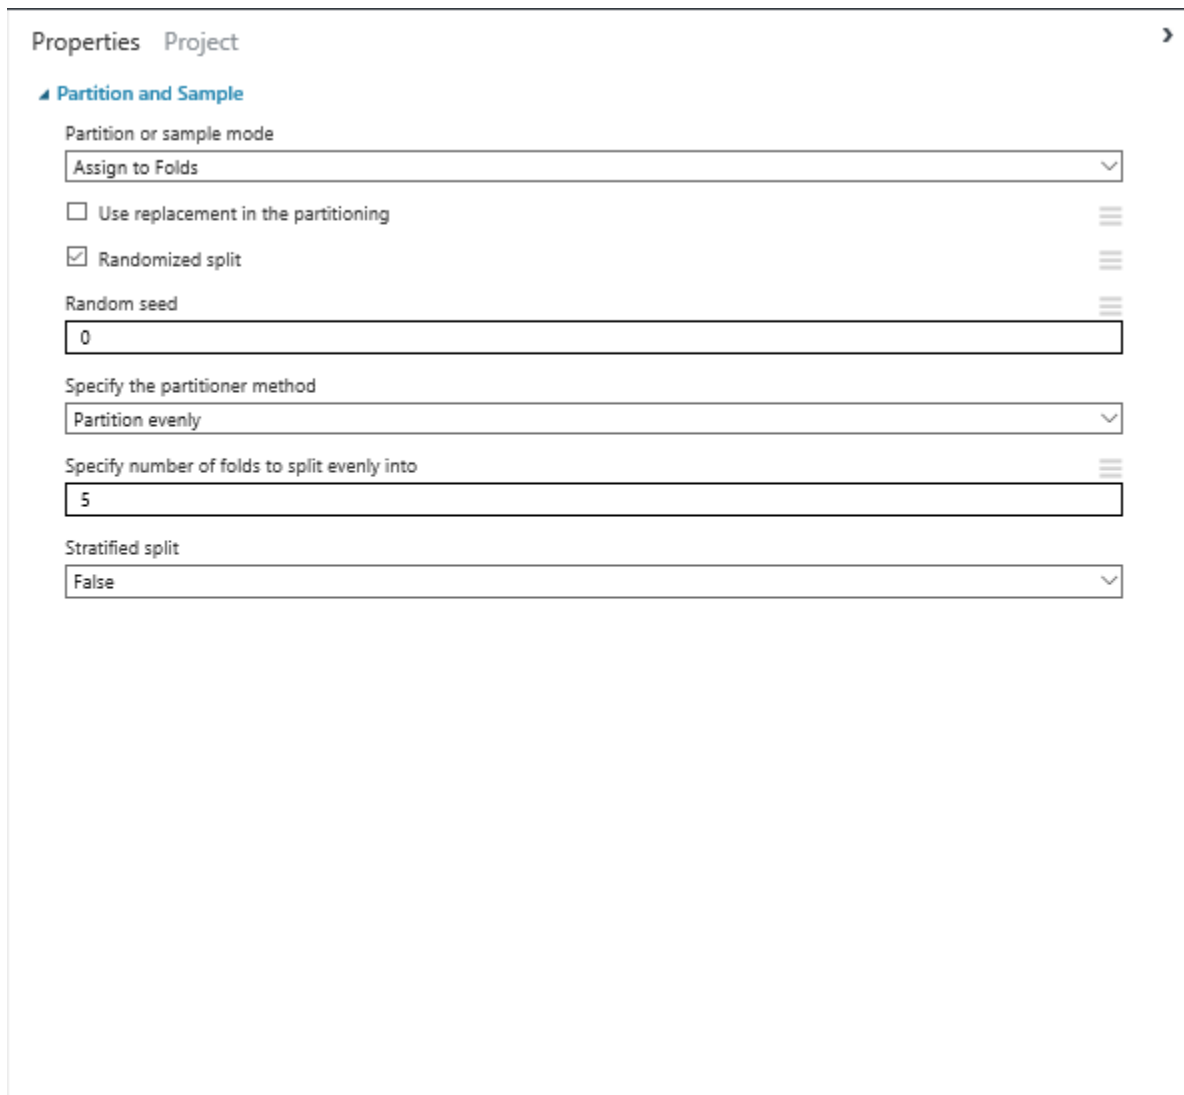 Properties Project
Partition and Sample
Partition or sample mode
Assign to Folds
Use replacement in the partitioning
Randomized split
Random seed
0
Specify the partitioner method
Partition evenly
Specify number of folds to split evenly into
5
Stratified split
False